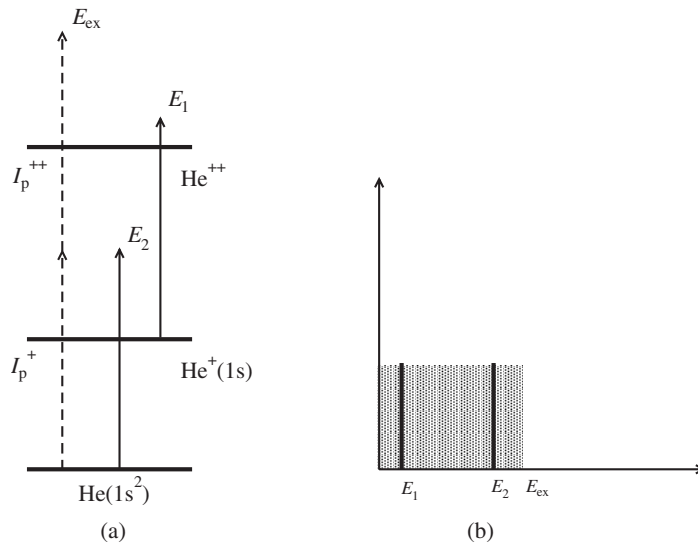 E_ex
E_1
I_p^++ He^++
E_2
I_p^+ He^+(1s)
He(1s^2)
(a)
E_1 E_2 E_ex
(b)